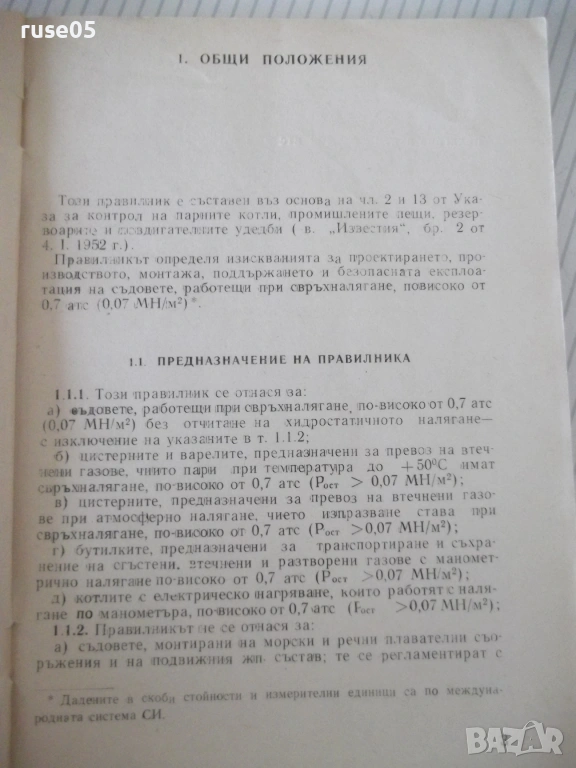 ruse05
1. ОБЩИ ПОЛОЖЕНИЯ
Този правилник е съставен въз основа на чл. 2 и 13 от Ука-
за за контрол на парните котли, промишлените пещи, резер-
воарите и повдигателните уредби ( в. „Известия“, бр. 2 от
4. I. 1952 г.).
Правилникът определя изискванията за проектирането, про-
изводството, монтажа, поддържането и безопасната експлоа-
тация на съдовете, работещи при свръхналягане, повисоко от
0,7 атс (0,07 МН/м²)*.
1.1. ПРЕДНАЗНАЧЕНИЕ НА ПРАВИЛНИКА
1.1.1. Този правилник се отнася за:
а) съдовете, работещи при свръхналягане, по-високо от 0,7 атс
(0,07 МН/м²) без отчитане на хидростатичното налягане—
с изключение на указаните в т. 1.1.2;
б) цистерните и варелите, предназначени за превоз на втеч-
нени газове, чиито пари при температура до +50°С имат
свръхналягане, по-високо от 0,7 атс (Рост > 0,07 МН/м²);
в) цистерните, предназначени за превоз на втечнени газо-
ве при атмосферно налягане, чието изпразване става при
свръхналягане, по-високо от 0,7 атс (Рост >0,07 МН/м²);
г) бутилките, предназначени за транспортиране и съхра-
нение на сгъстени, втечнени и разтворени газове с маномет-
рично налягане по-високо от 0,7 атс (Рост >0,07 МН/м²);
д) котлите с електрическо нагряване, които работят с наля-
гане по манометъра, по-високо от 0,7 атс (Рост >0,07 МН/м²);
1.1.2. Правилникът не се отнася за:
а) съдовете, монтирани на морски и речни плавателни съо-
ръжения и на подвижния жп. състав; те се регламентират с
* Дадените в скоби стойности и измерителни единици са по междуна-
родната система СИ.
BAZAR